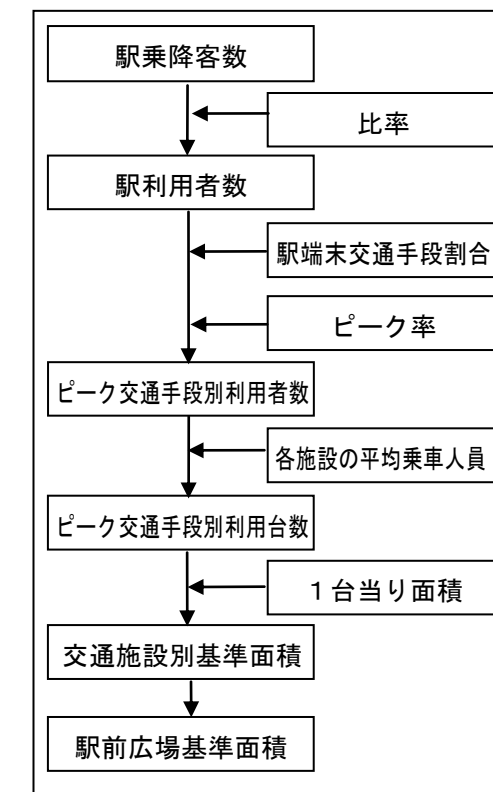 駅乗降客数
比率
駅利用者数
駅端末交通手段割合
ピーク率
ピーク交通手段別利用者数
各施設の平均乗車人員
ピーク交通手段別利用台数
１台当り面積
交通施設別基準面積
駅前広場基準面積